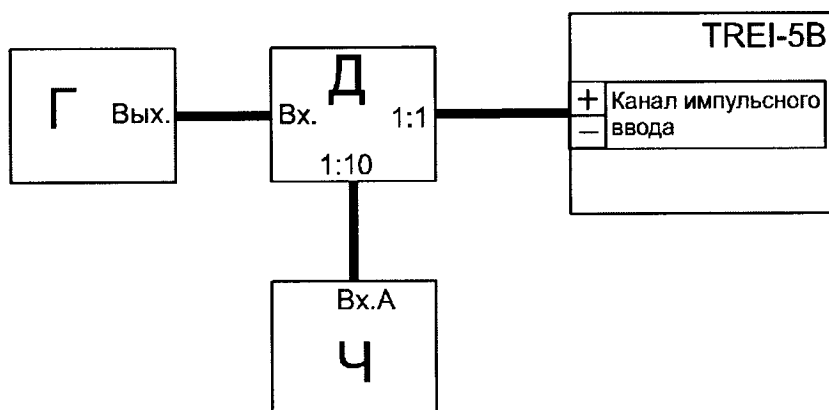 TREI-5B
Г
Вых.
Д
Вх.
1:1
1:10
+
Канал импульсного
–
ввода
Вх.А
Ч